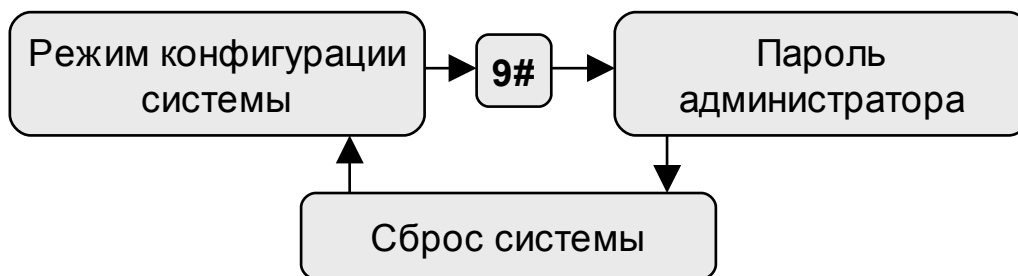 Режим конфигурации
системы
9#
Пароль
администратора
Сброс системы